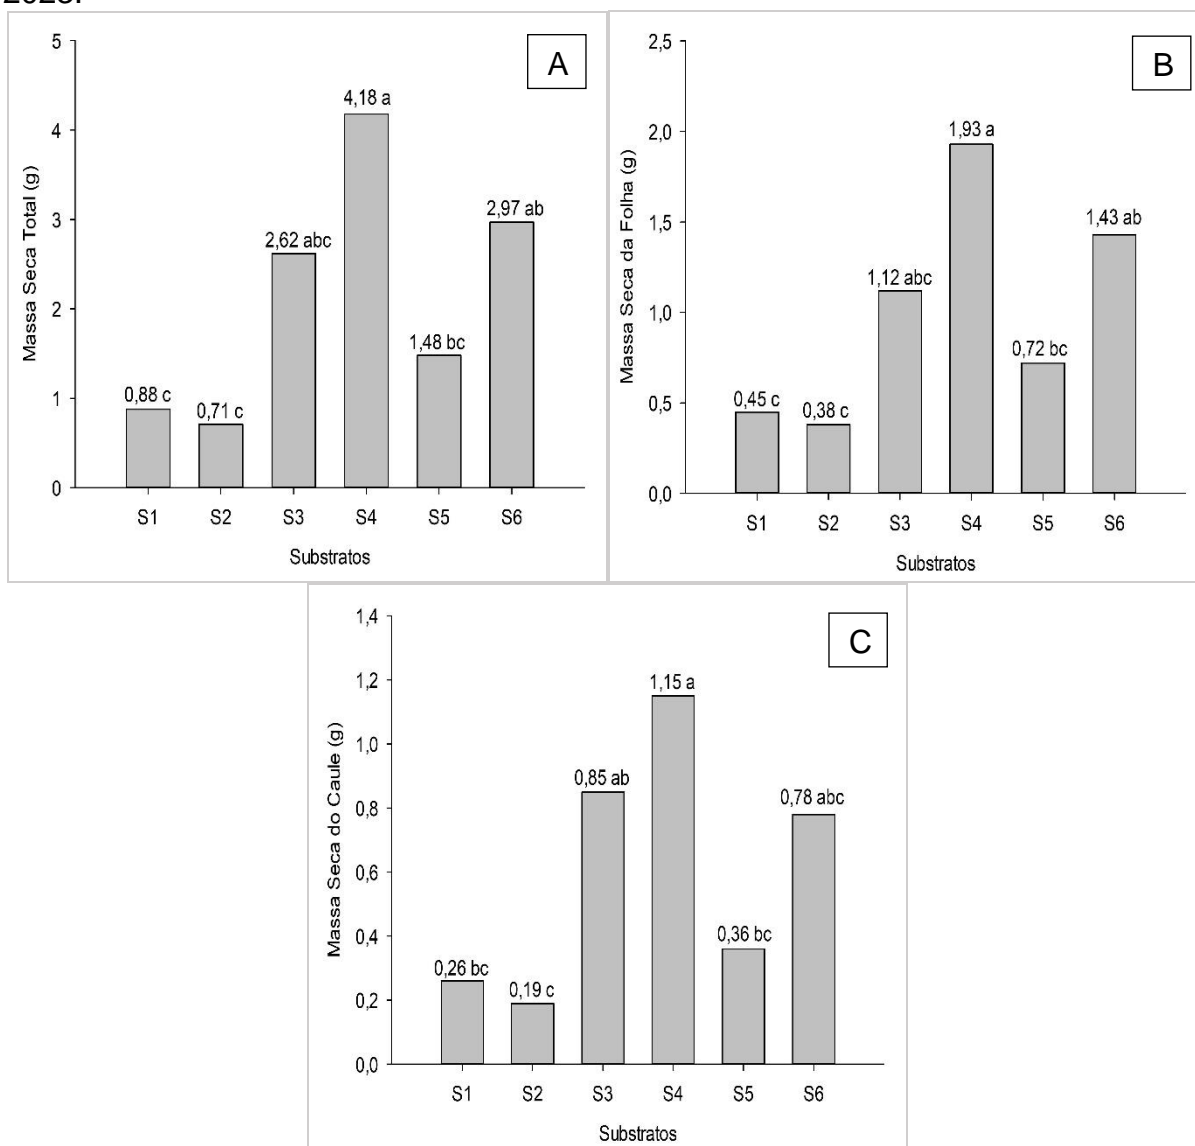 A
Massa Seca Total (g)
5
4
3
2
1
0
0,88 c
0,71 c
2,62 abc
4,18 a
1,48 bc
2,97 ab
S1 S2 S3 S4 S5 S6
Substratos
B
Massa Seca da Folha (g)
2,5
2,0
1,5
1,0
0,5
0,0
0,45 c
0,38 c
1,12 abc
1,93 a
0,72 bc
1,43 ab
S1 S2 S3 S4 S5 S6
Substratos
C
Massa Seca do Caule (g)
1,4
1,2
1,0
0,8
0,6
0,4
0,2
0,0
0,26 bc
0,19 c
0,85 ab
1,15 a
0,36 bc
0,78 abc
S1 S2 S3 S4 S5 S6
Substratos